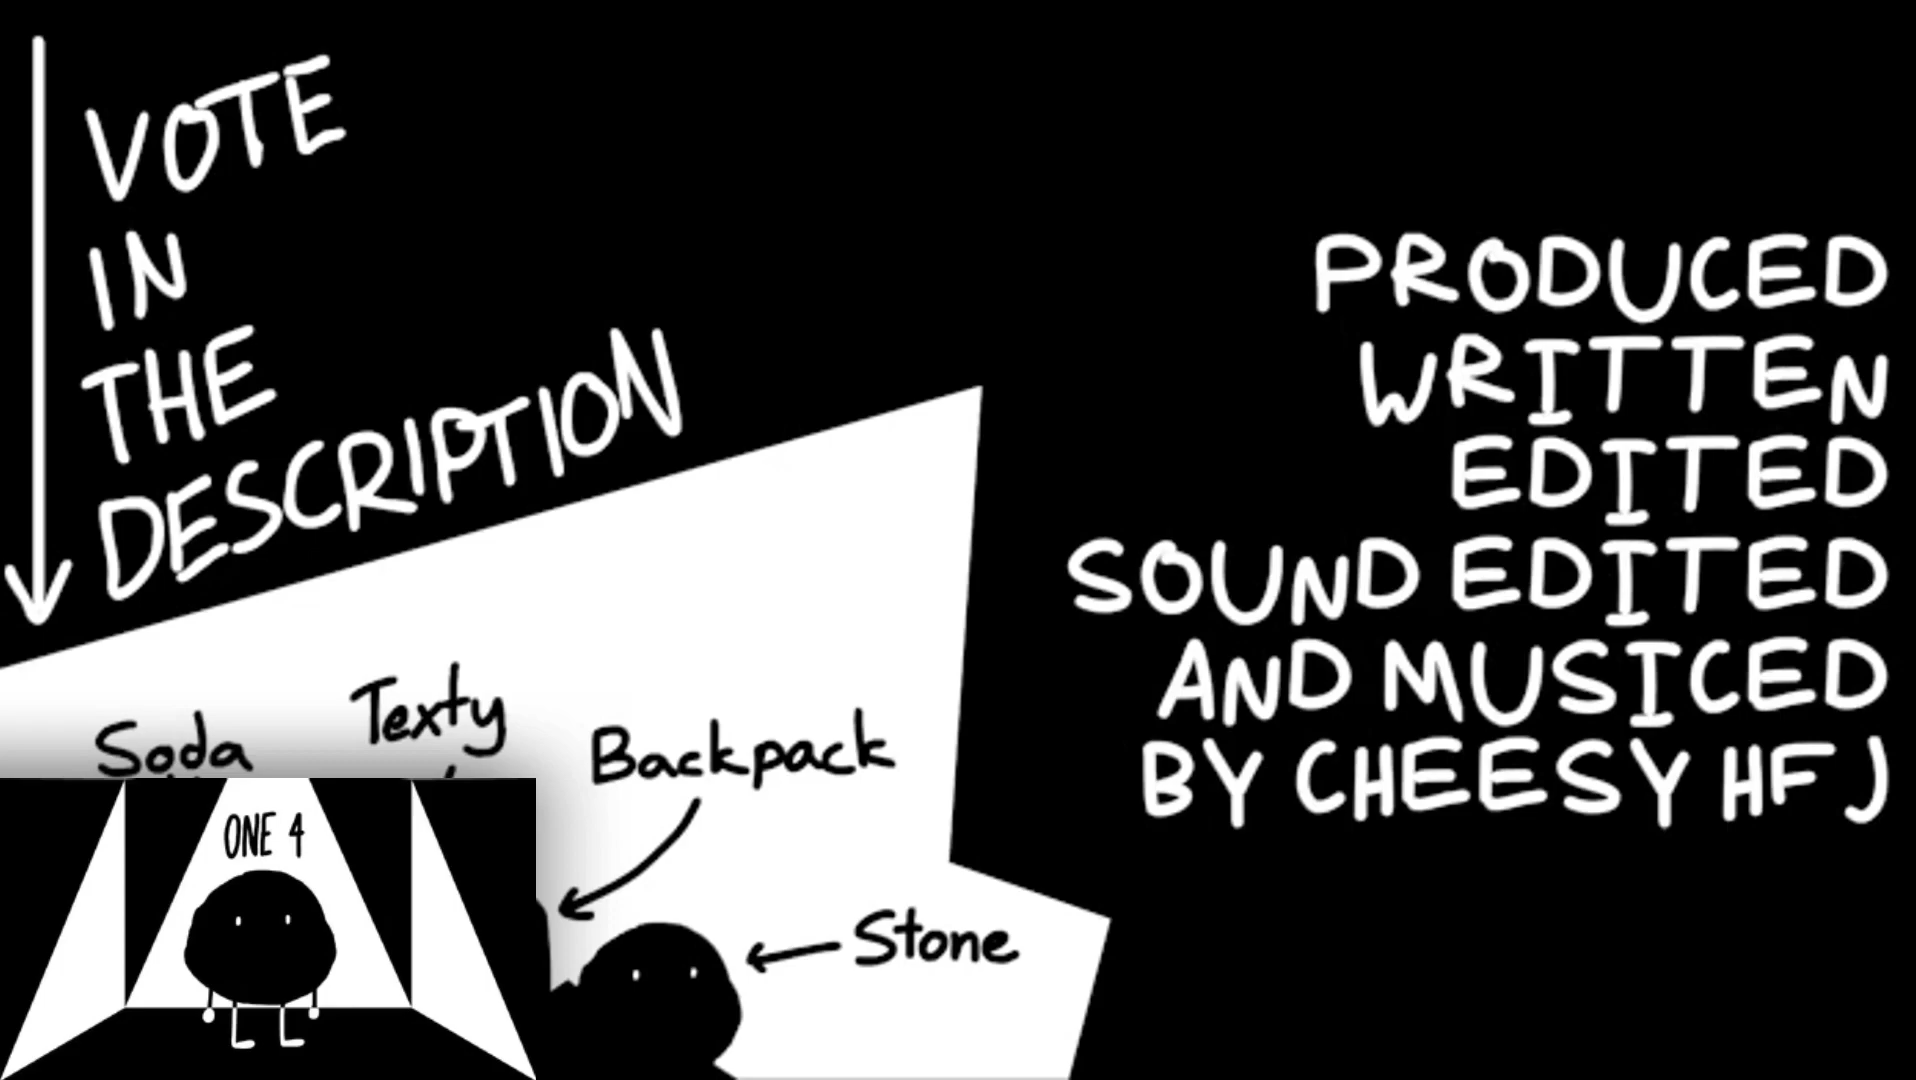 VOTE
IN
THE
DESCRIPTION
PRODUCED
WRITTEN
EDITED
SOUND EDITED
AND MUSICED
BY CHEESY HFJ
Soda
Texty
Backpack
Stone
ONE 4